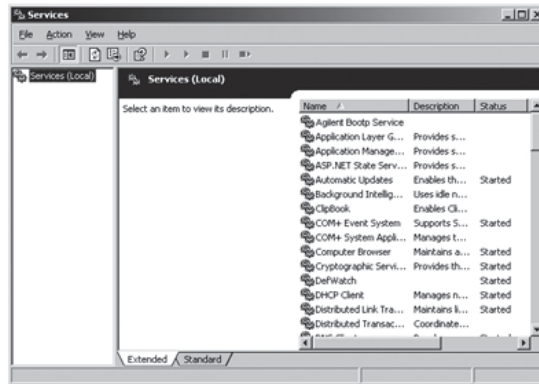 Services
File Action View Help
Services (Local)
Services (Local)
Select an item to view its description.
Name Description Status
Agilent Bootp Service
Application Layer G... Provides s...
Application Manage... Provides s...
ASP.NET State Serv... Provides s...
Automatic Updates Enables th... Started
Background Intellig... Uses idle n...
ClipBook Enables Cli...
COM+ Event System Supports S... Started
COM+ System Appli... Manages t...
Computer Browser Maintains a... Started
Cryptographic Servi... Provides th... Started
DefWatch Started
DHCP Client Manages n... Started
Distributed Link Tra... Maintains li... Started
Distributed Transac... Coordinate...
Extended Standard